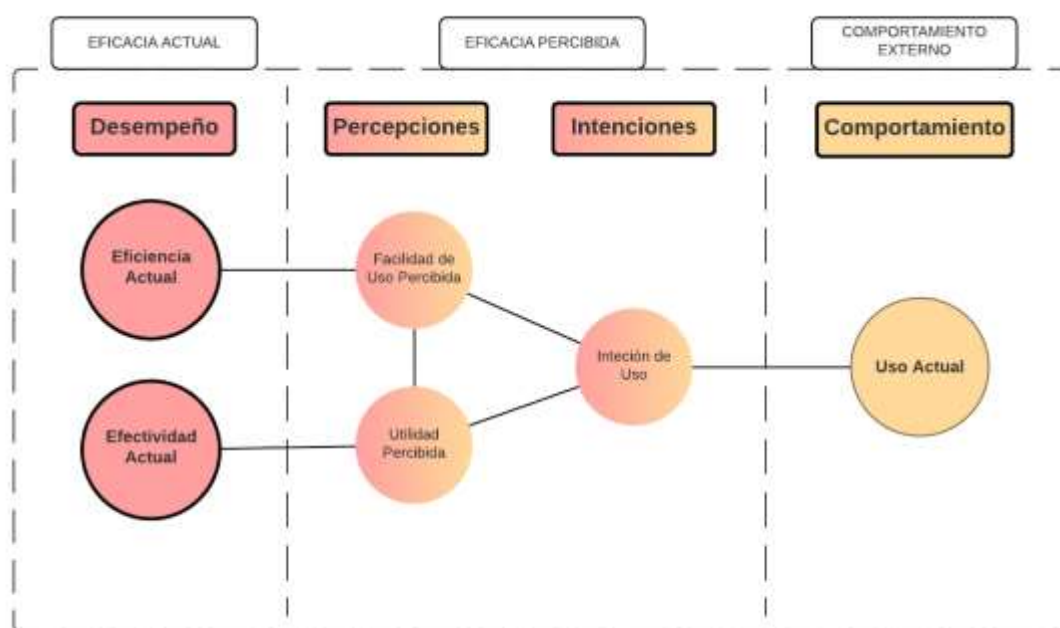 EFICACIA ACTUAL
EFICACIA PERCIBIDA
COMPORTAMIENTO
EXTERNO
Desempeño
Percepciones
Intenciones
Comportamiento
Eficiencia
Actual
Facilidad de
Uso Percibida
Inteción de
Uso
Uso Actual
Efectividad
Actual
Utilidad
Percibida